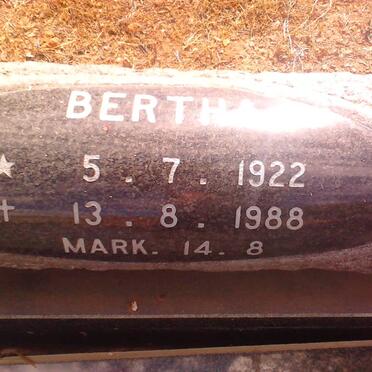 BERTHA
★ 5 . 7 . 1922
✝ 13 . 8 . 1988
MARK. 14. 8